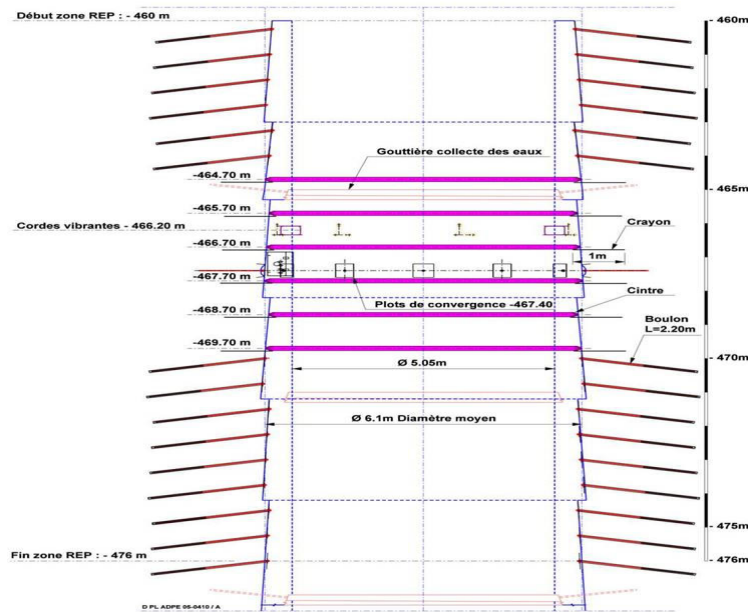 Début zone REP : - 460 m
460m
Gouttière collecte des eaux
-464.70 m
465m
-465.70 m
Cordes vibrantes - 466.20 m
Crayon
-466.70 m
1m
-467.70 m
Plots de convergence -467.40
Cintre
-468.70 m
Boulon
L=2.20m
-469.70 m
470m
Ø 5.05m
Ø 6.1m Diamètre moyen
475m
Fin zone REP : - 476 m
476m
D PL ADPE 05-0410 / A